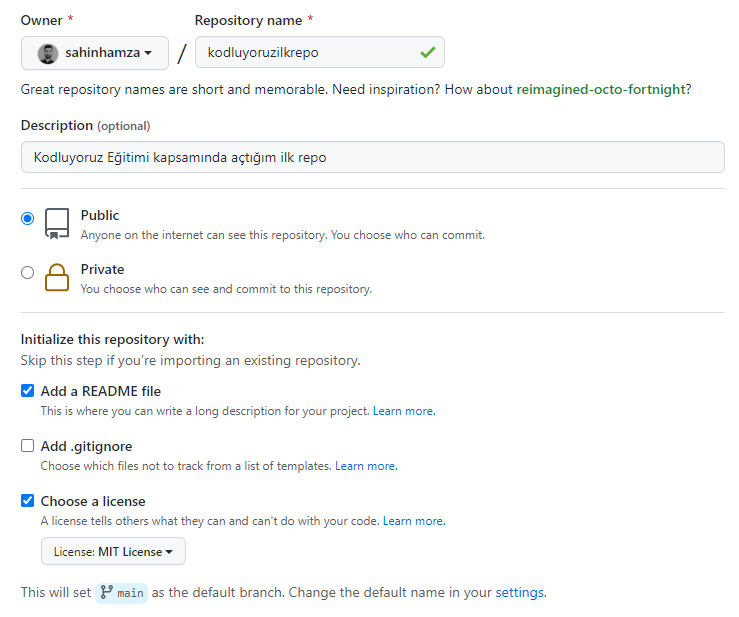 Owner *
Repository name *
sahinhamza
/
kodluyoruzilkrepo
Great repository names are short and memorable. Need inspiration? How about reimagined-octo-fortnight?
Description (optional)
Kodluyoruz Eğitimi kapsamında açtığım ilk repo
Public
Anyone on the internet can see this repository. You choose who can commit.
Private
You choose who can see and commit to this repository.
Initialize this repository with:
Skip this step if you’re importing an existing repository.
Add a README file
This is where you can write a long description for your project. Learn more.
Add .gitignore
Choose which files not to track from a list of templates. Learn more.
Choose a license
A license tells others what they can and can't do with your code. Learn more.
License: MIT License
This will set main as the default branch. Change the default name in your settings.